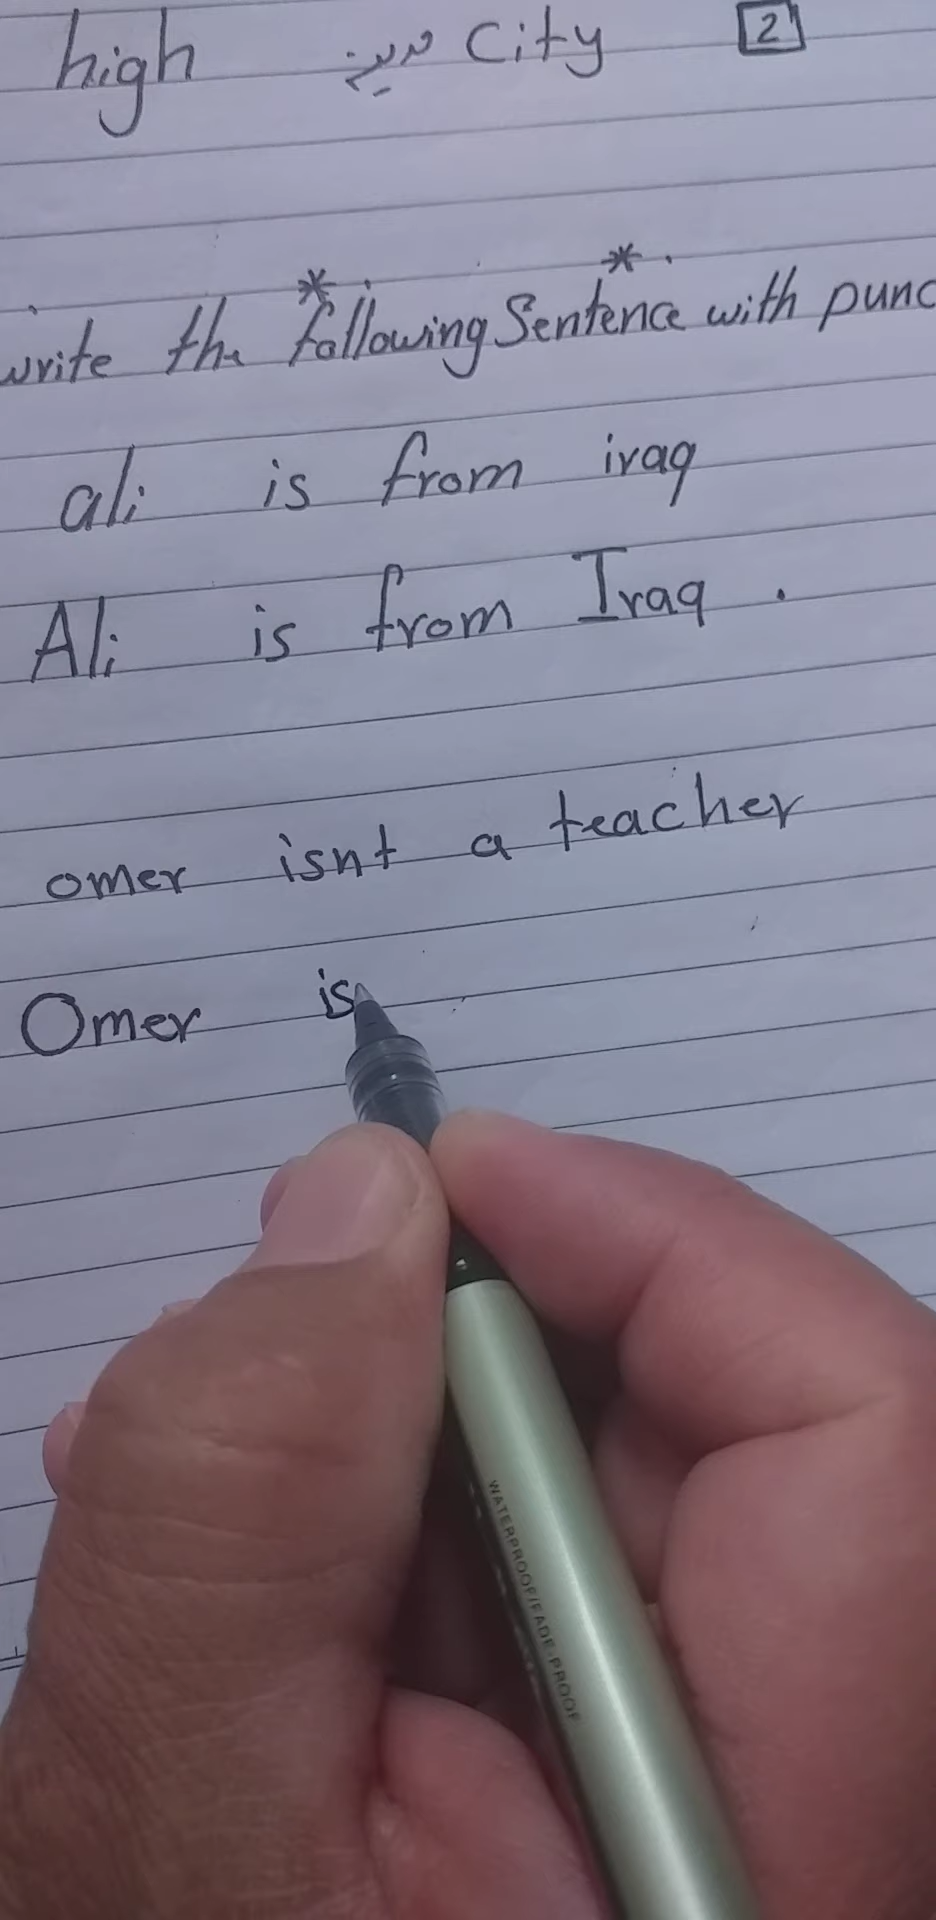 high مدينة City 2
write the following Sentence with punc
ali is from iraq
Ali is from Iraq .
omer isnt a teacher
Omer is
WATERPROOF/FADE PROOF